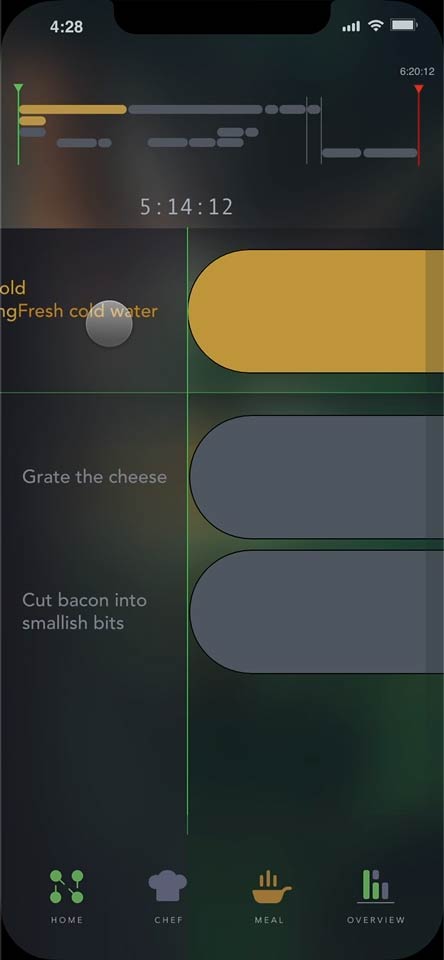 4:28
6:20:12
5:14:12
old
ngFresh cold water
Grate the cheese
Cut bacon into
smallish bits
HOME
CHEF
MEAL
OVERVIEW